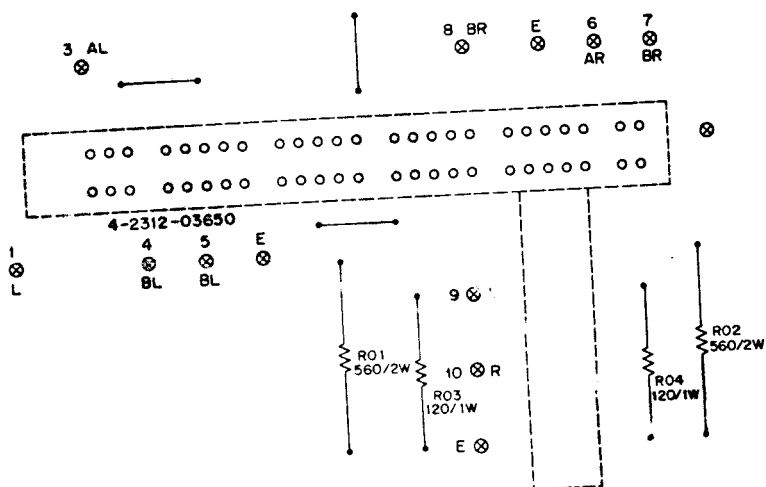 3 AL
8 BR
E
6
AR
7
BR
4-2312-03650
1
L
4
BL
5
BL
E
9
R01
560/2W
R02
560/2W
10 R
R03
120/1W
R04
120/1W
E